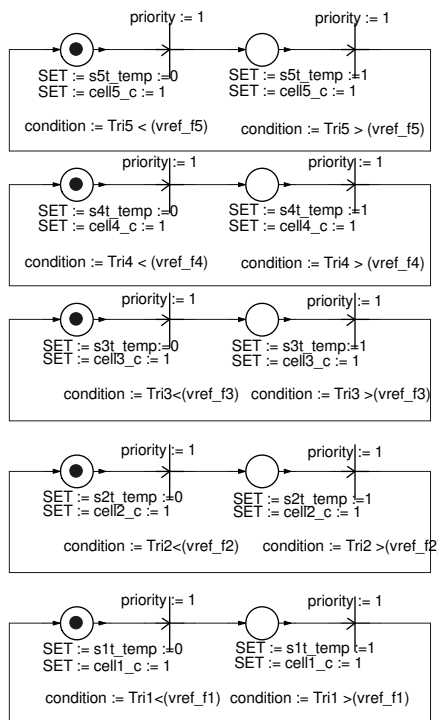 priority := 1 priority := 1
SET := s5t_temp :=0 SET := s5t_temp :=1
SET := cell5_c := 1 SET := cell5_c := 1
condition := Tri5 < (vref_f5) condition := Tri5 > (vref_f5)
priority := 1 priority := 1
SET := s4t_temp :=0 SET := s4t_temp :=1
SET := cell4_c := 1 SET := cell4_c := 1
condition := Tri4 < (vref_f4) condition := Tri4 > (vref_f4)
priority := 1 priority := 1
SET := s3t_temp:=0 SET := s3t_temp:=1
SET := cell3_c := 1 SET := cell3_c := 1
condition := Tri3<(vref_f3) condition := Tri3 >(vref_f3)
priority := 1 priority := 1
SET := s2t_temp :=0 SET := s2t_temp :=1
SET := cell2_c := 1 SET := cell2_c := 1
condition := Tri2<(vref_f2) condition := Tri2 >(vref_f2
priority := 1 priority := 1
SET := s1t_temp :=0 SET := s1t_temp :=1
SET := cell1_c := 1 SET := cell1_c := 1
condition := Tri1<(vref_f1) condition := Tri1 >(vref_f1)